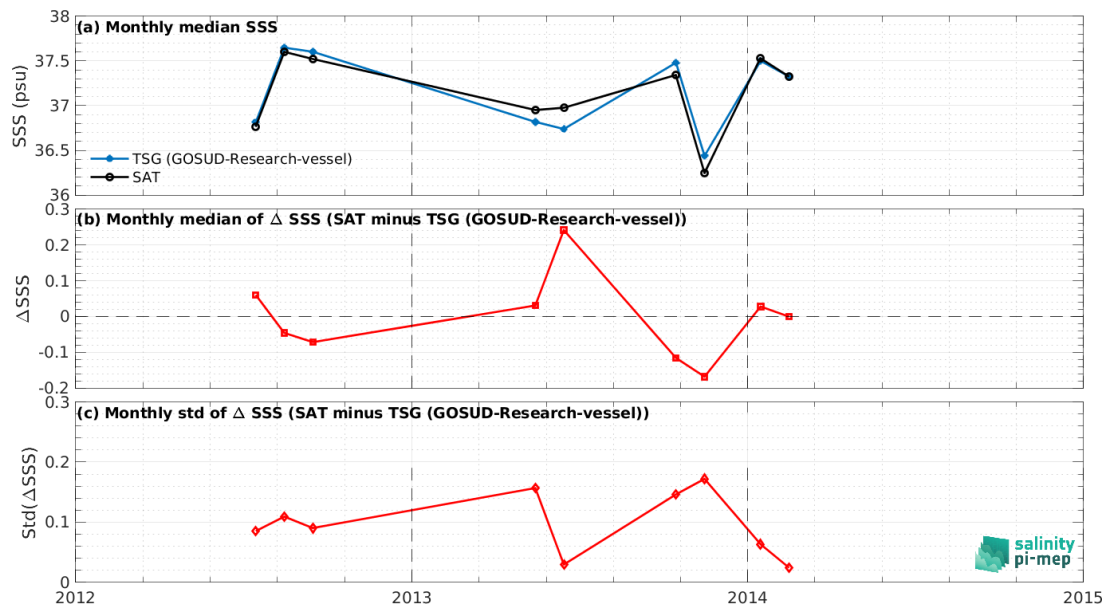 (a) Monthly median SSS
38
37.5
37
36.5
36
SSS (psu)
TSG (GOSUD-Research-vessel)
SAT
(b) Monthly median of Δ SSS (SAT minus TSG (GOSUD-Research-vessel))
0.3
0.2
0.1
0
-0.1
-0.2
ΔSSS
(c) Monthly std of Δ SSS (SAT minus TSG (GOSUD-Research-vessel))
0.3
0.2
0.1
0
Std(ΔSSS)
2012 2013 2014 2015
salinity
pi-mep